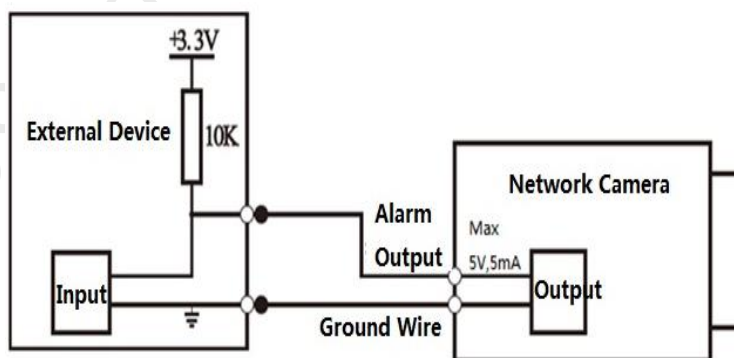 +3.3V
External Device
10K
Input
Alarm
Output
Ground Wire
Network Camera
Max
5V,5mA
Output